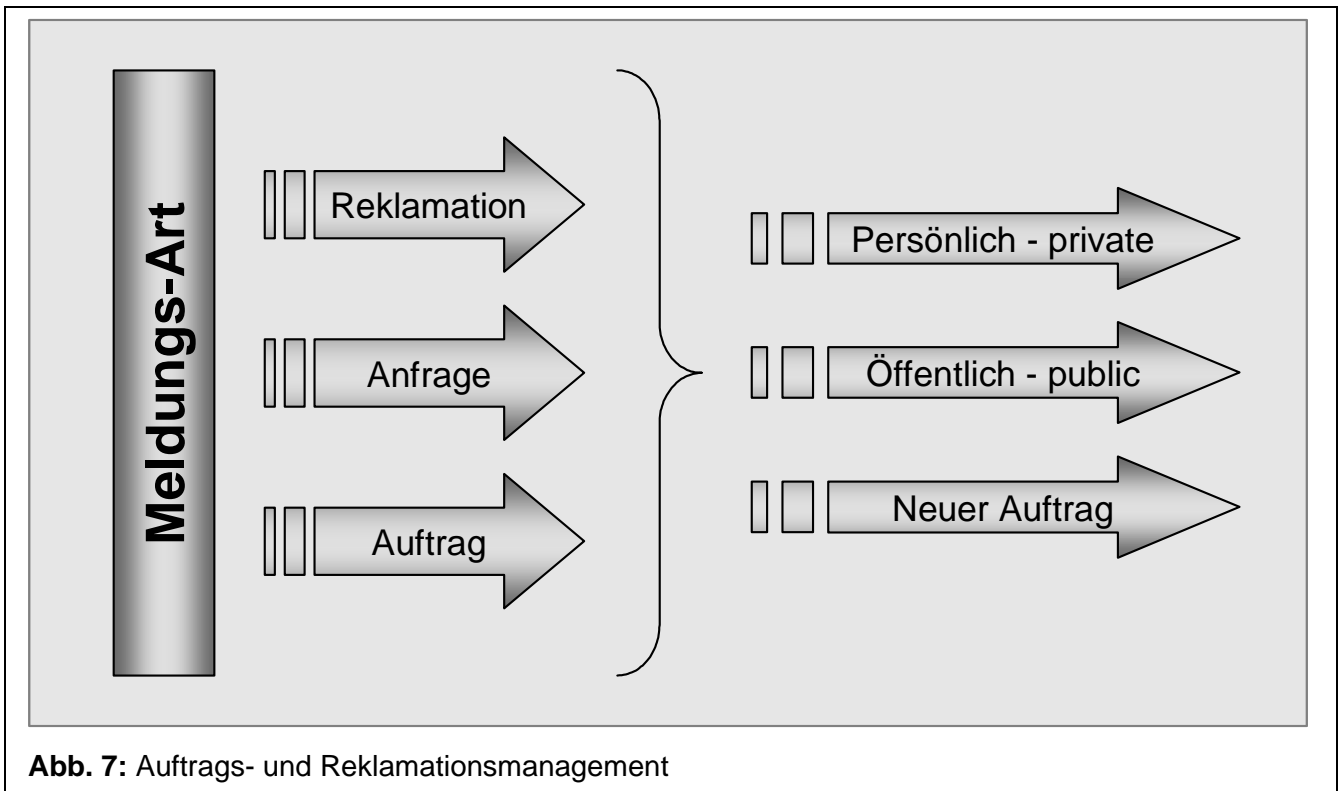 Meldungs-Art
Reklamation
Anfrage
Auftrag
Persönlich - private
Öffentlich - public
Neuer Auftrag
Abb. 7: Auftrags- und Reklamationsmanagement